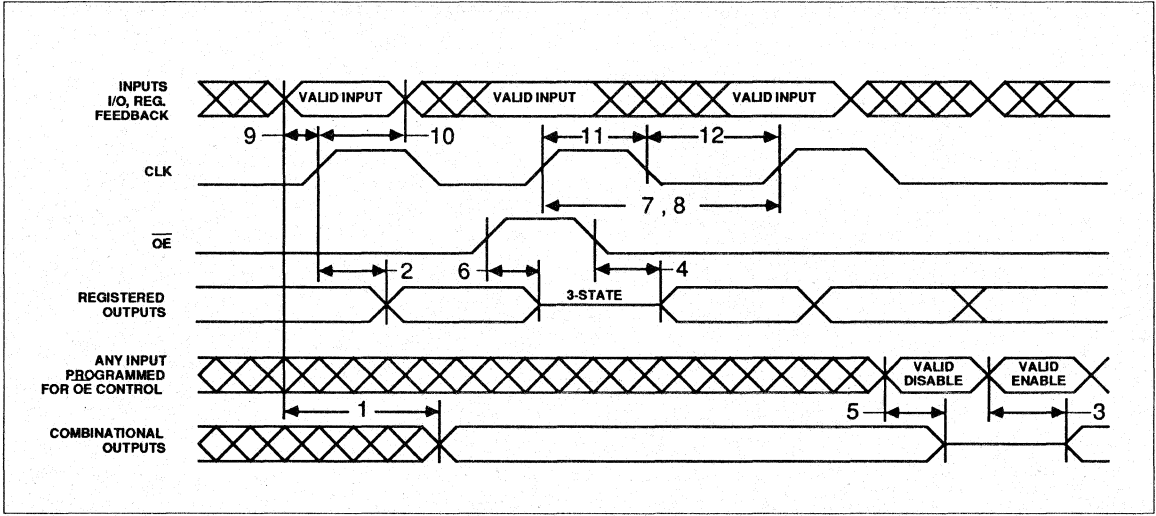 INPUTS
I/O, REG.
FEEDBACK
VALID INPUT
VALID INPUT
VALID INPUT
9
10
11
12
CLK
7 , 8
OE
2
6
4
REGISTERED
OUTPUTS
3-STATE
ANY INPUT
PROGRAMMED
FOR OE CONTROL
VALID
DISABLE
VALID
ENABLE
1
5
3
COMBINATIONAL
OUTPUTS